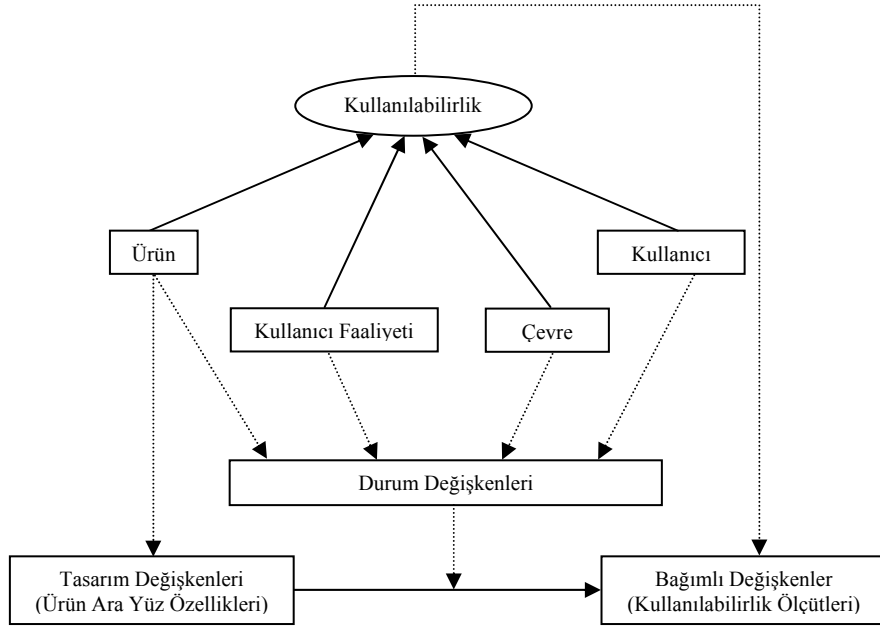 Kullanılabilirlik
Ürün
Kullanıcı
Kullanıcı Faaliyeti
Çevre
Durum Değişkenleri
Tasarım Değişkenleri
(Ürün Ara Yüz Özellikleri)
Bağımlı Değişkenler
(Kullanılabilirlik Ölçütleri)